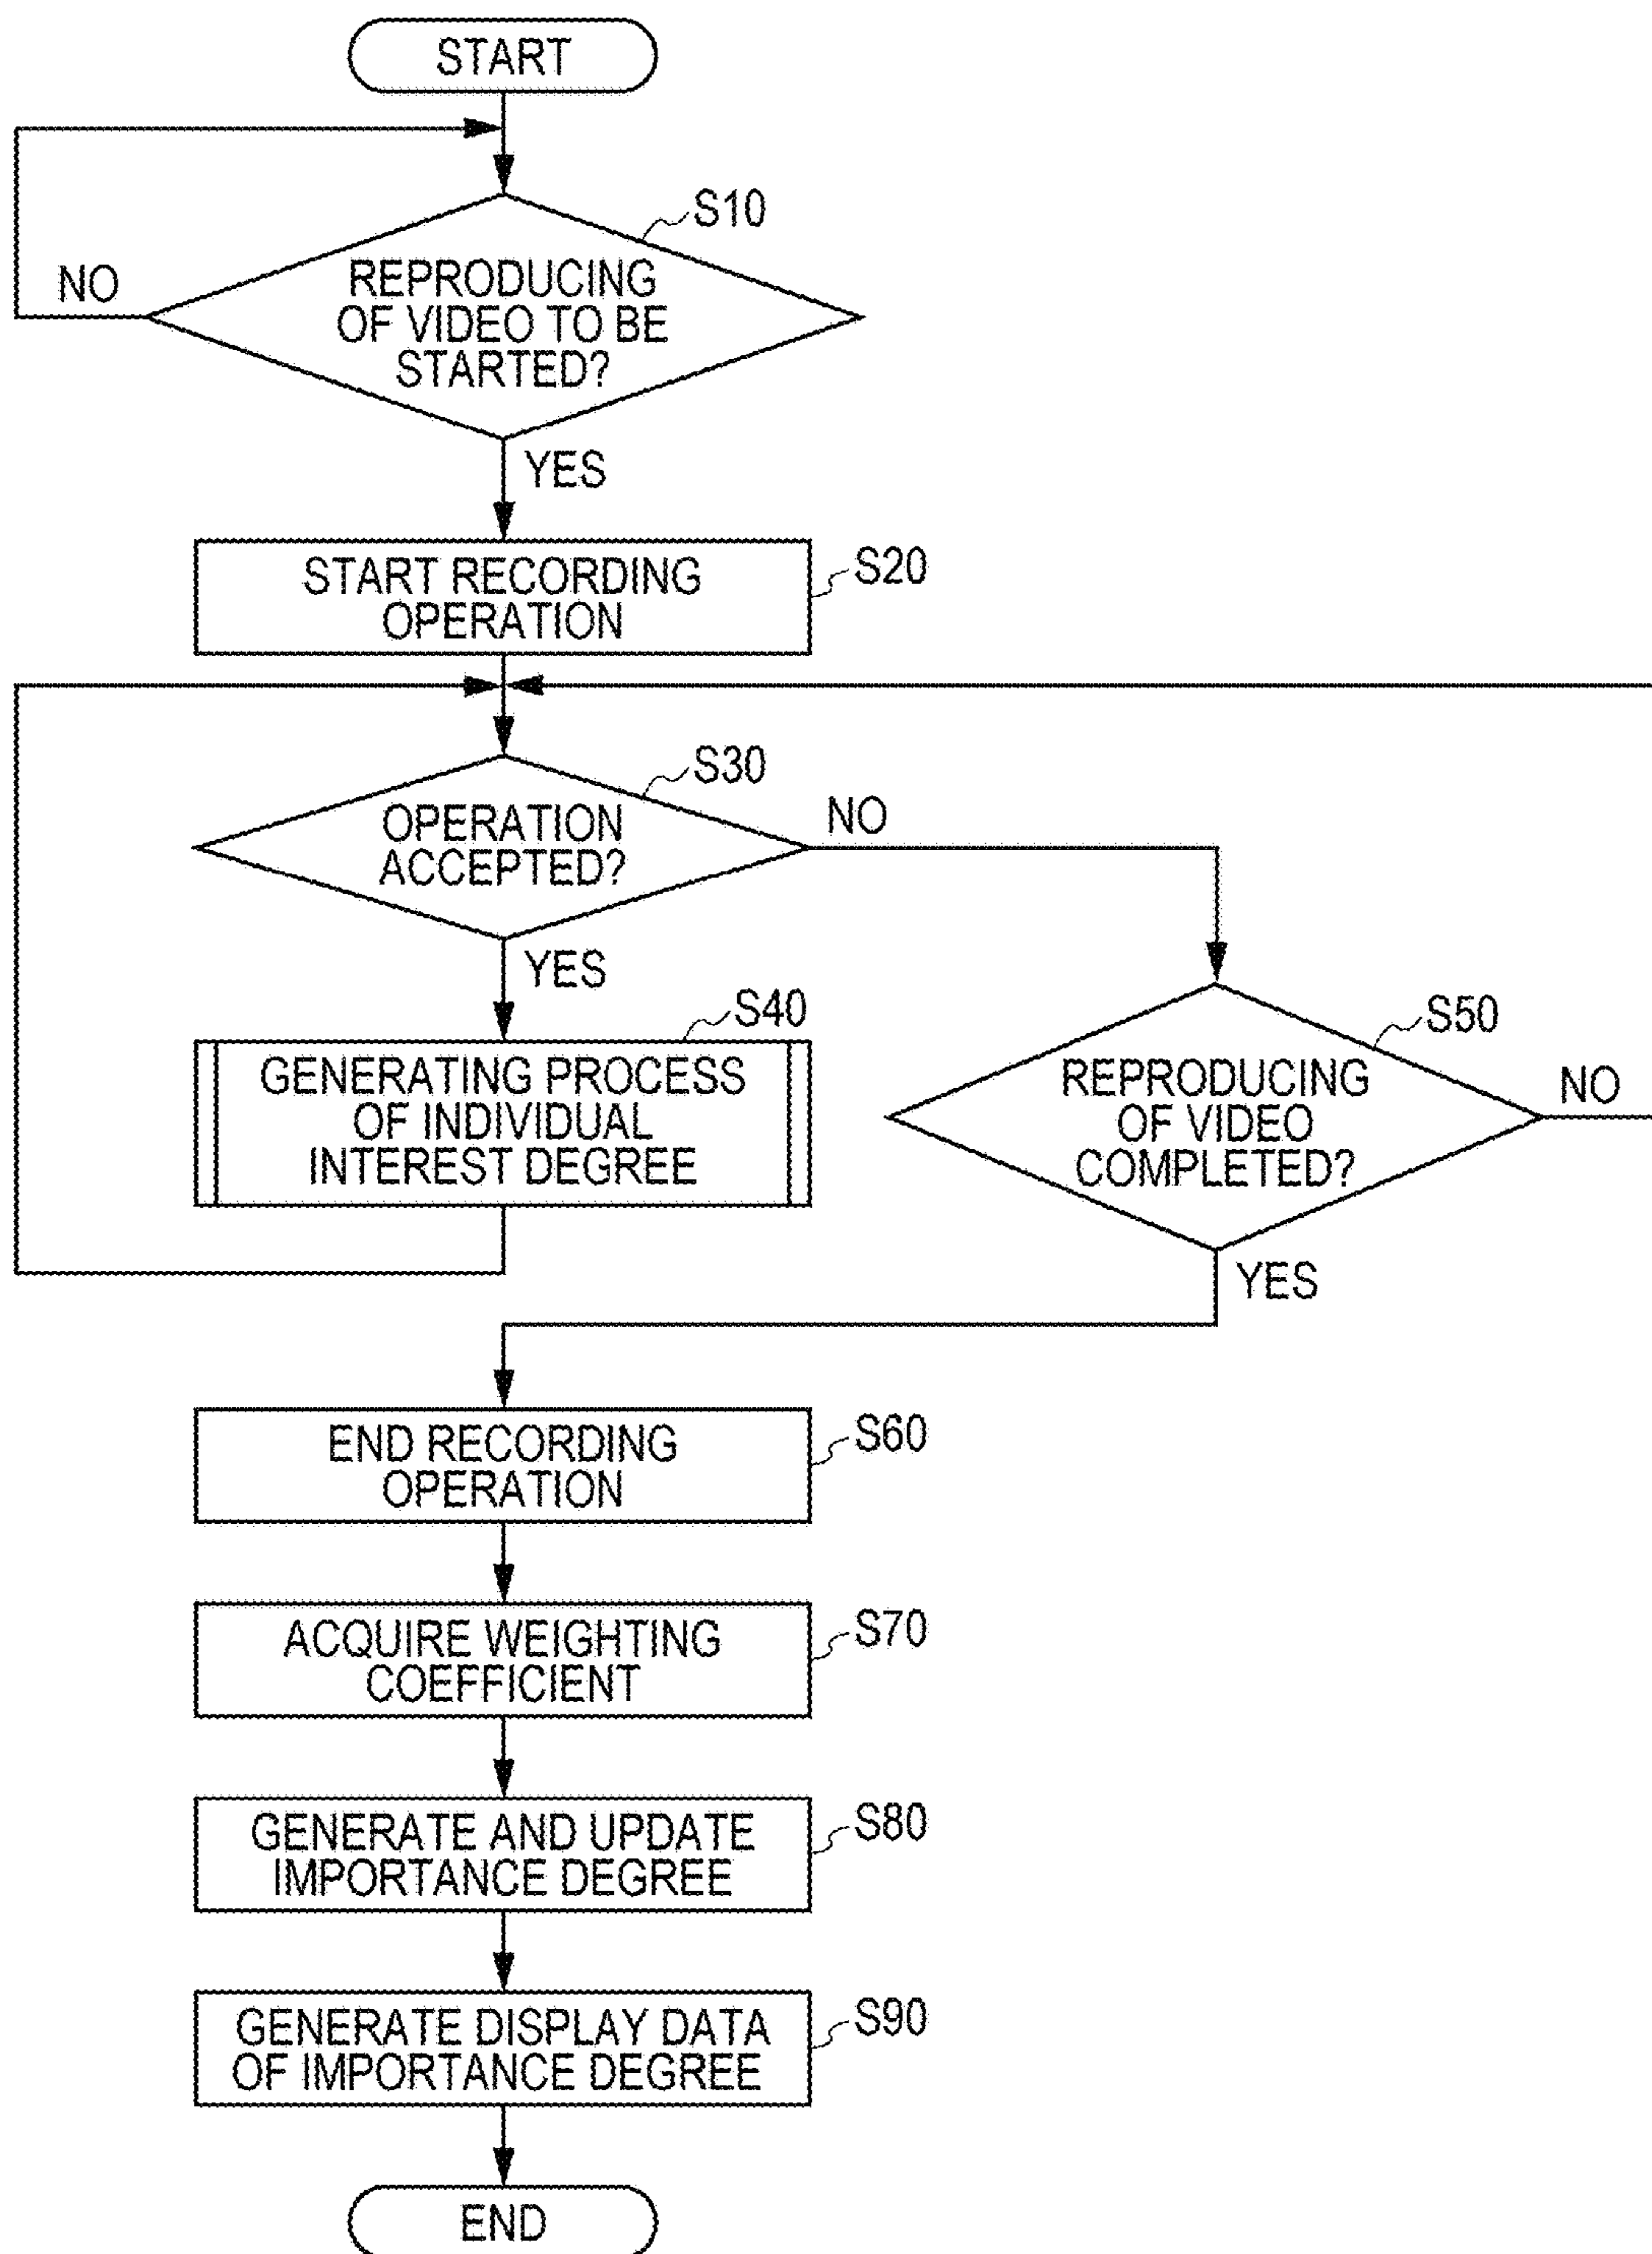 START
S10
NO
REPRODUCING
OF VIDEO TO BE
STARTED?
YES
START RECORDING
OPERATION
S20
S30
OPERATION
ACCEPTED?
NO
YES
S40
GENERATING PROCESS
OF INDIVIDUAL
INTEREST DEGREE
S50
REPRODUCING
OF VIDEO
COMPLETED?
NO
YES
END RECORDING
OPERATION
S60
ACQUIRE WEIGHTING
COEFFICIENT
S70
GENERATE AND UPDATE
IMPORTANCE DEGREE
S80
GENERATE DISPLAY DATA
OF IMPORTANCE DEGREE
S90
END